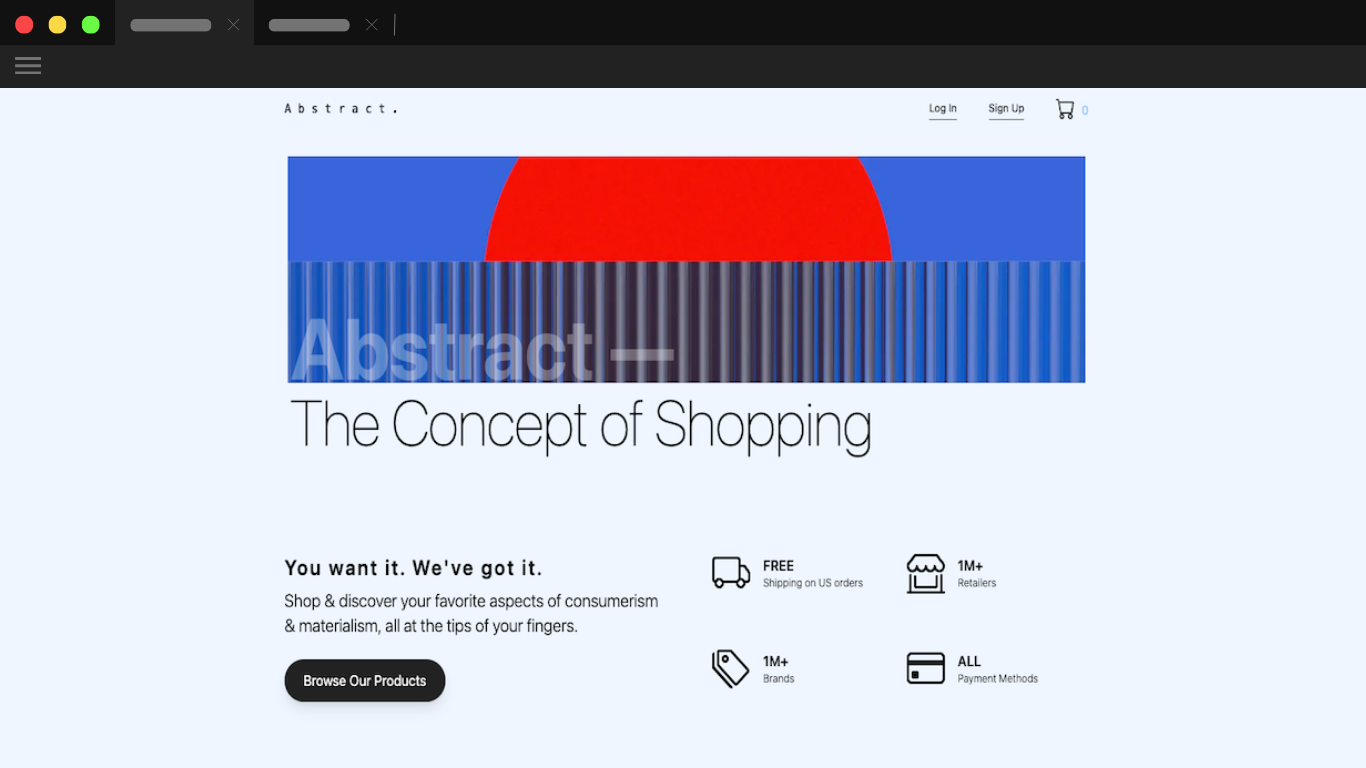 Abstract.
Log In
Sign Up
0
Abstract —
The Concept of Shopping
You want it. We've got it.
Shop & discover your favorite aspects of consumerism
& materialism, all at the tips of your fingers.
Browse Our Products
FREE
Shipping on US orders
1M+
Retailers
1M+
Brands
ALL
Payment Methods